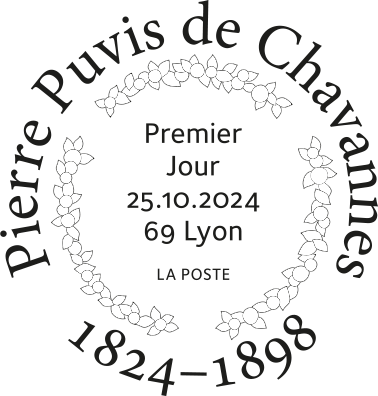 Pierre Puvis de Chavannes
Premier
Jour
25.10.2024
69 Lyon
LA POSTE
1824–1898